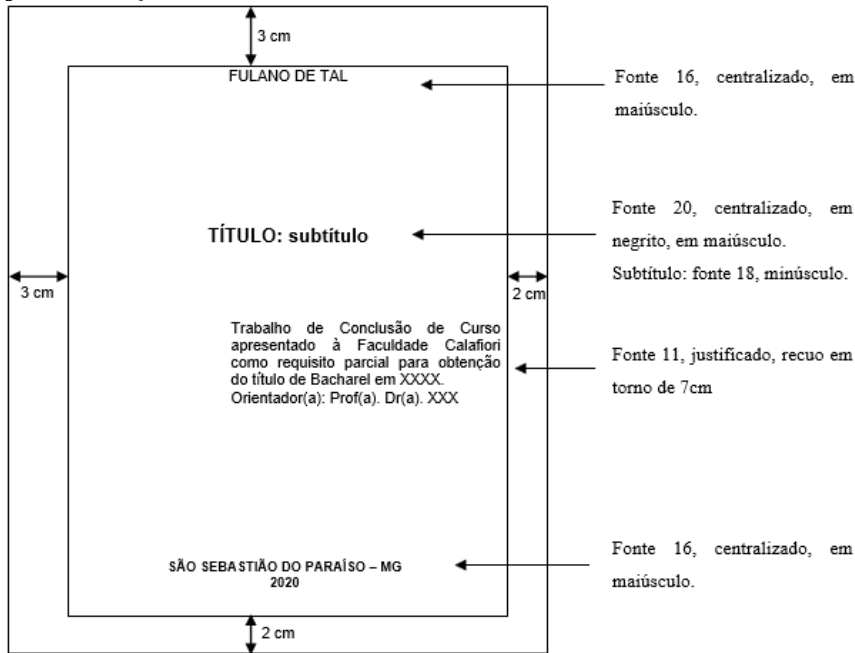 3 cm
FULANO DE TAL
Fonte 16, centralizado, em
maiúsculo.
TÍTULO: subtítulo
Fonte 20, centralizado, em
negrito, em maiúsculo.
Subtítulo: fonte 18, minúsculo.
3 cm
2 cm
Trabalho de Conclusão de Curso
apresentado à Faculdade Calafiori
como requisito parcial para obtenção
do título de Bacharel em XXXX.
Orientador(a): Prof(a). Dr(a). XXX
Fonte 11, justificado, recuo em
torno de 7cm
SÃO SEBASTIÃO DO PARAÍSO – MG
2020
Fonte 16, centralizado, em
maiúsculo.
2 cm